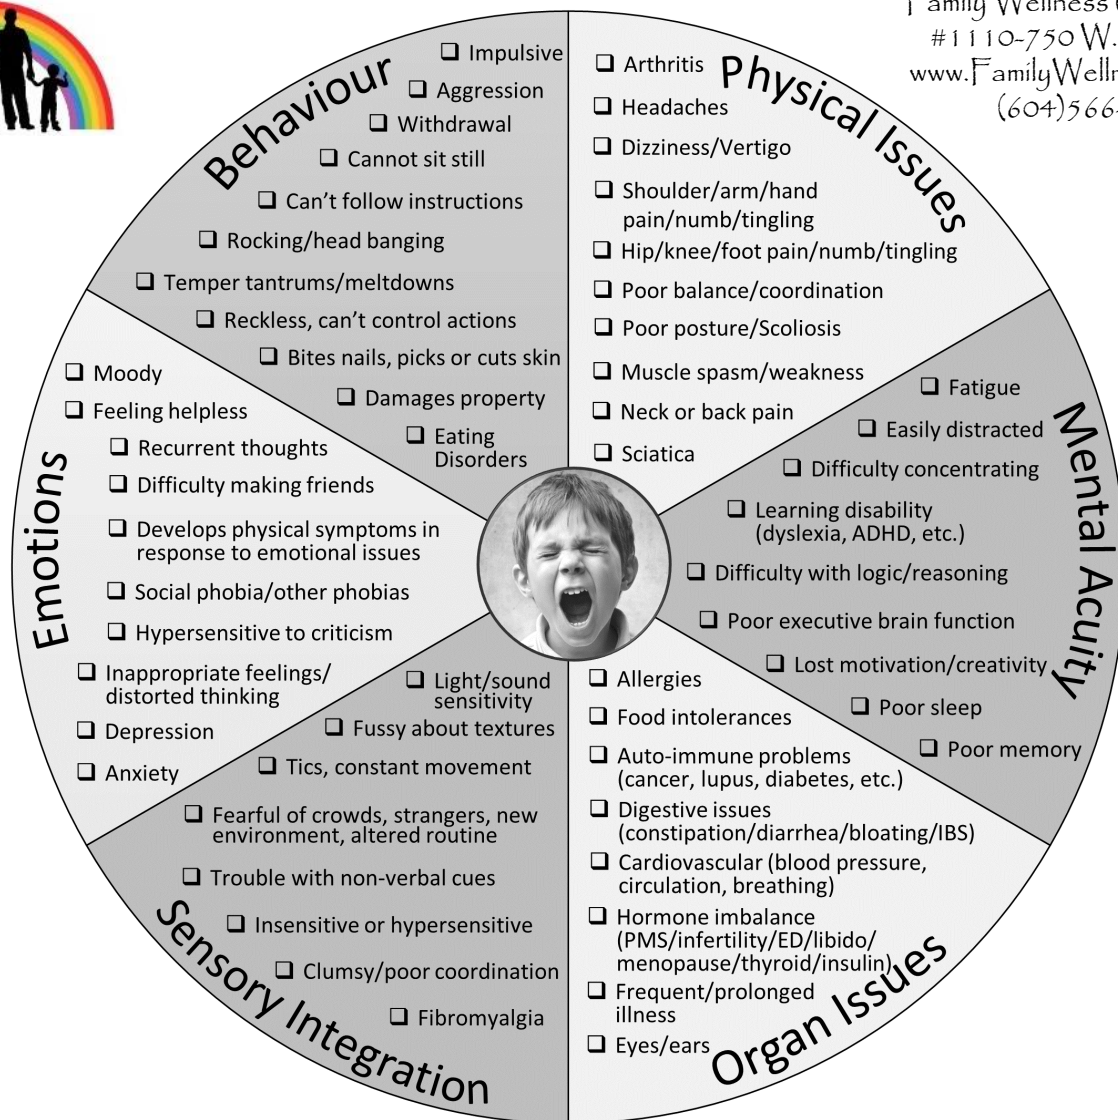 Family Wellness
#1110-750 W.
www.FamilyWelln
(604)566
Behaviour
❑ Impulsive
❑ Aggression
❑ Withdrawal
❑ Cannot sit still
❑ Can’t follow instructions
❑ Rocking/head banging
❑ Temper tantrums/meltdowns
❑ Reckless, can’t control actions
❑ Bites nails, picks or cuts skin
❑ Damages property
❑ Eating
Disorders
Physical Issues
❑ Arthritis
❑ Headaches
❑ Dizziness/Vertigo
❑ Shoulder/arm/hand
pain/numb/tingling
❑ Hip/knee/foot pain/numb/tingling
❑ Poor balance/coordination
❑ Poor posture/Scoliosis
❑ Muscle spasm/weakness
❑ Neck or back pain
❑ Sciatica
Mental Acuity
❑ Fatigue
❑ Easily distracted
❑ Difficulty concentrating
❑ Learning disability
(dyslexia, ADHD, etc.)
❑ Difficulty with logic/reasoning
❑ Poor executive brain function
❑ Lost motivation/creativity
❑ Poor sleep
❑ Poor memory
Organ Issues
❑ Allergies
❑ Food intolerances
❑ Auto-immune problems
(cancer, lupus, diabetes, etc.)
❑ Digestive issues
(constipation/diarrhea/bloating/IBS)
❑ Cardiovascular (blood pressure,
circulation, breathing)
❑ Hormone imbalance
(PMS/infertility/ED/libido/
menopause/thyroid/insulin)
❑ Frequent/prolonged
illness
❑ Eyes/ears
Sensory Integration
❑ Light/sound
sensitivity
❑ Fussy about textures
❑ Tics, constant movement
❑ Fearful of crowds, strangers, new
environment, altered routine
❑ Trouble with non-verbal cues
❑ Insensitive or hypersensitive
❑ Clumsy/poor coordination
❑ Fibromyalgia
Emotions
❑ Moody
❑ Feeling helpless
❑ Recurrent thoughts
❑ Difficulty making friends
❑ Develops physical symptoms in
response to emotional issues
❑ Social phobia/other phobias
❑ Hypersensitive to criticism
❑ Inappropriate feelings/
distorted thinking
❑ Depression
❑ Anxiety